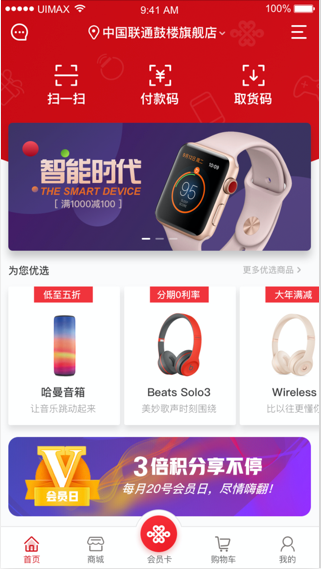 UIMAX 9:41 AM 100%
中国联通鼓楼旗舰店
扫一扫 付款码 取货码
智能时代
THE SMART DEVICE
[ 满1000减100 ]
为您优选 更多优选商品
低至五折 分期0利率 大年满减
哈曼音箱 Beats Solo3 Wireless
让音乐跳动起来 美妙歌声时刻围绕 比以往更懂你
V
会员日
3倍积分享不停
每月20号会员日，尽情嗨翻！
首页 商城 会员卡 购物车 我的